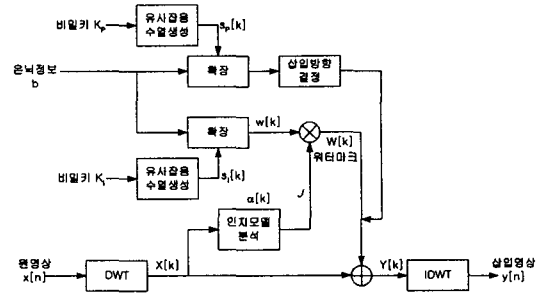 비밀키 Kp
유사잡음
수열생성
sp[k]
은닉정보
b
확장
삽입방향
결정
확장
w[k]
W[k]
워터마크
비밀키 Ki
유사잡음
수열생성
si[k]
α[k]
인지모델
분석
원영상
x[n]
DWT
X[k]
Y[k]
IDWT
삽입영상
y[n]